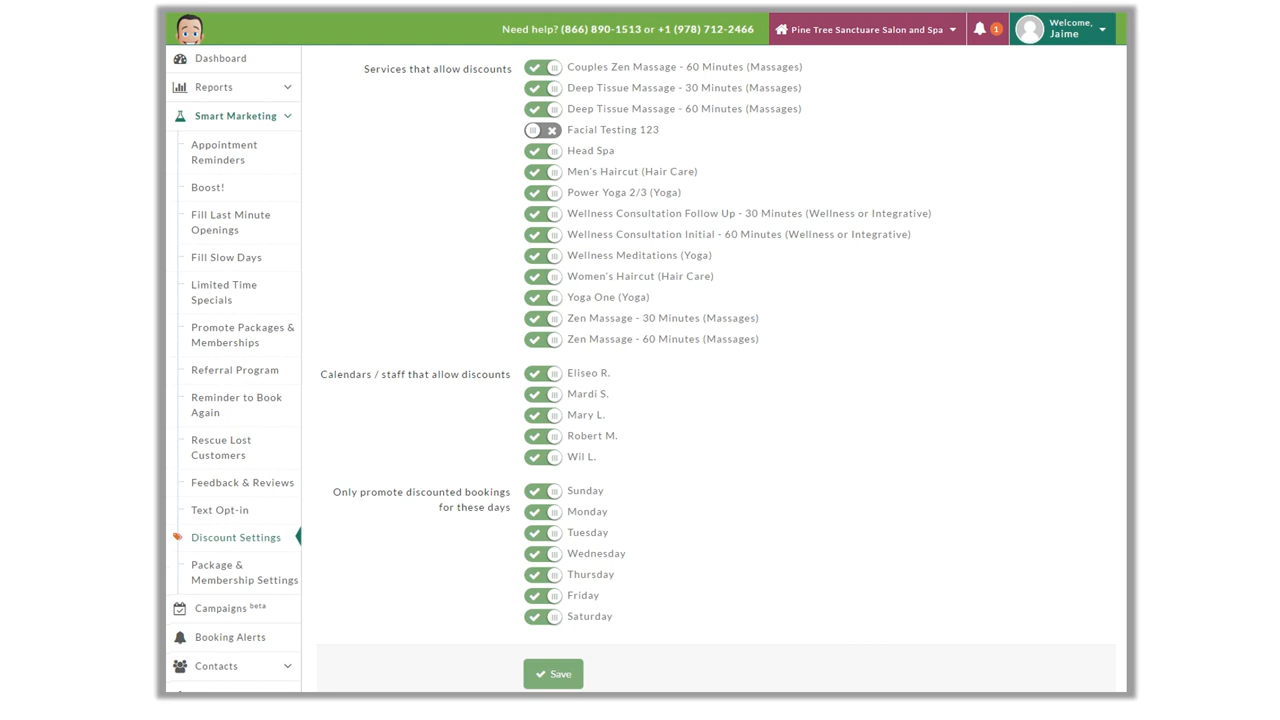 Need help? (866) 890-1513 or +1 (978) 712-2466
Pine Tree Sanctuare Salon and Spa
1
Welcome,
Jaime
Dashboard
Reports
Smart Marketing
Appointment
Reminders
Boost!
Fill Last Minute
Openings
Fill Slow Days
Limited Time
Specials
Promote Packages &
Memberships
Referral Program
Reminder to Book
Again
Rescue Lost
Customers
Feedback & Reviews
Text Opt-in
Discount Settings
Package &
Membership Settings
Campaigns beta
Booking Alerts
Contacts
Services that allow discounts
Couples Zen Massage - 60 Minutes (Massages)
Deep Tissue Massage - 30 Minutes (Massages)
Deep Tissue Massage - 60 Minutes (Massages)
Facial Testing 123
Head Spa
Men's Haircut (Hair Care)
Power Yoga 2/3 (Yoga)
Wellness Consultation Follow Up - 30 Minutes (Wellness or Integrative)
Wellness Consultation Initial - 60 Minutes (Wellness or Integrative)
Wellness Meditations (Yoga)
Women's Haircut (Hair Care)
Yoga One (Yoga)
Zen Massage - 30 Minutes (Massages)
Zen Massage - 60 Minutes (Massages)
Calendars / staff that allow discounts
Eliseo R.
Mardi S.
Mary L.
Robert M.
Wil L.
Only promote discounted bookings
for these days
Sunday
Monday
Tuesday
Wednesday
Thursday
Friday
Saturday
Save